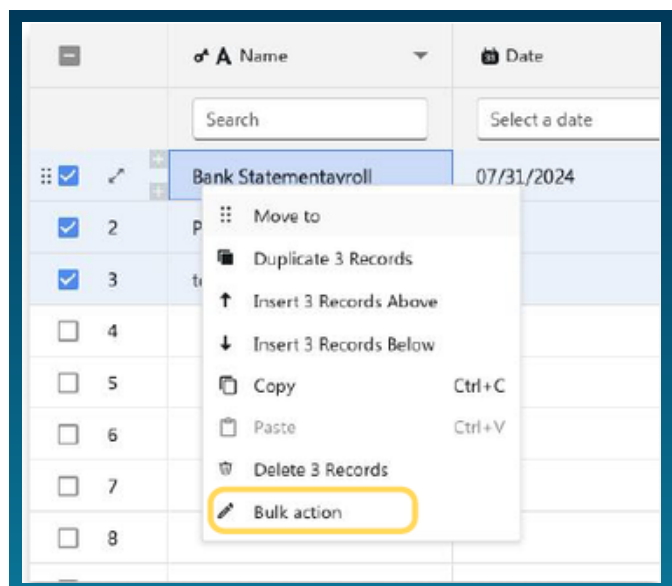 A Name
Date
Search
Select a date
Bank Statementavroll
07/31/2024
2
P
3
Move to
Duplicate 3 Records
Insert 3 Records Above
Insert 3 Records Below
Copy Ctrl+C
Paste Ctrl+V
Delete 3 Records
Bulk action
4
5
6
7
8